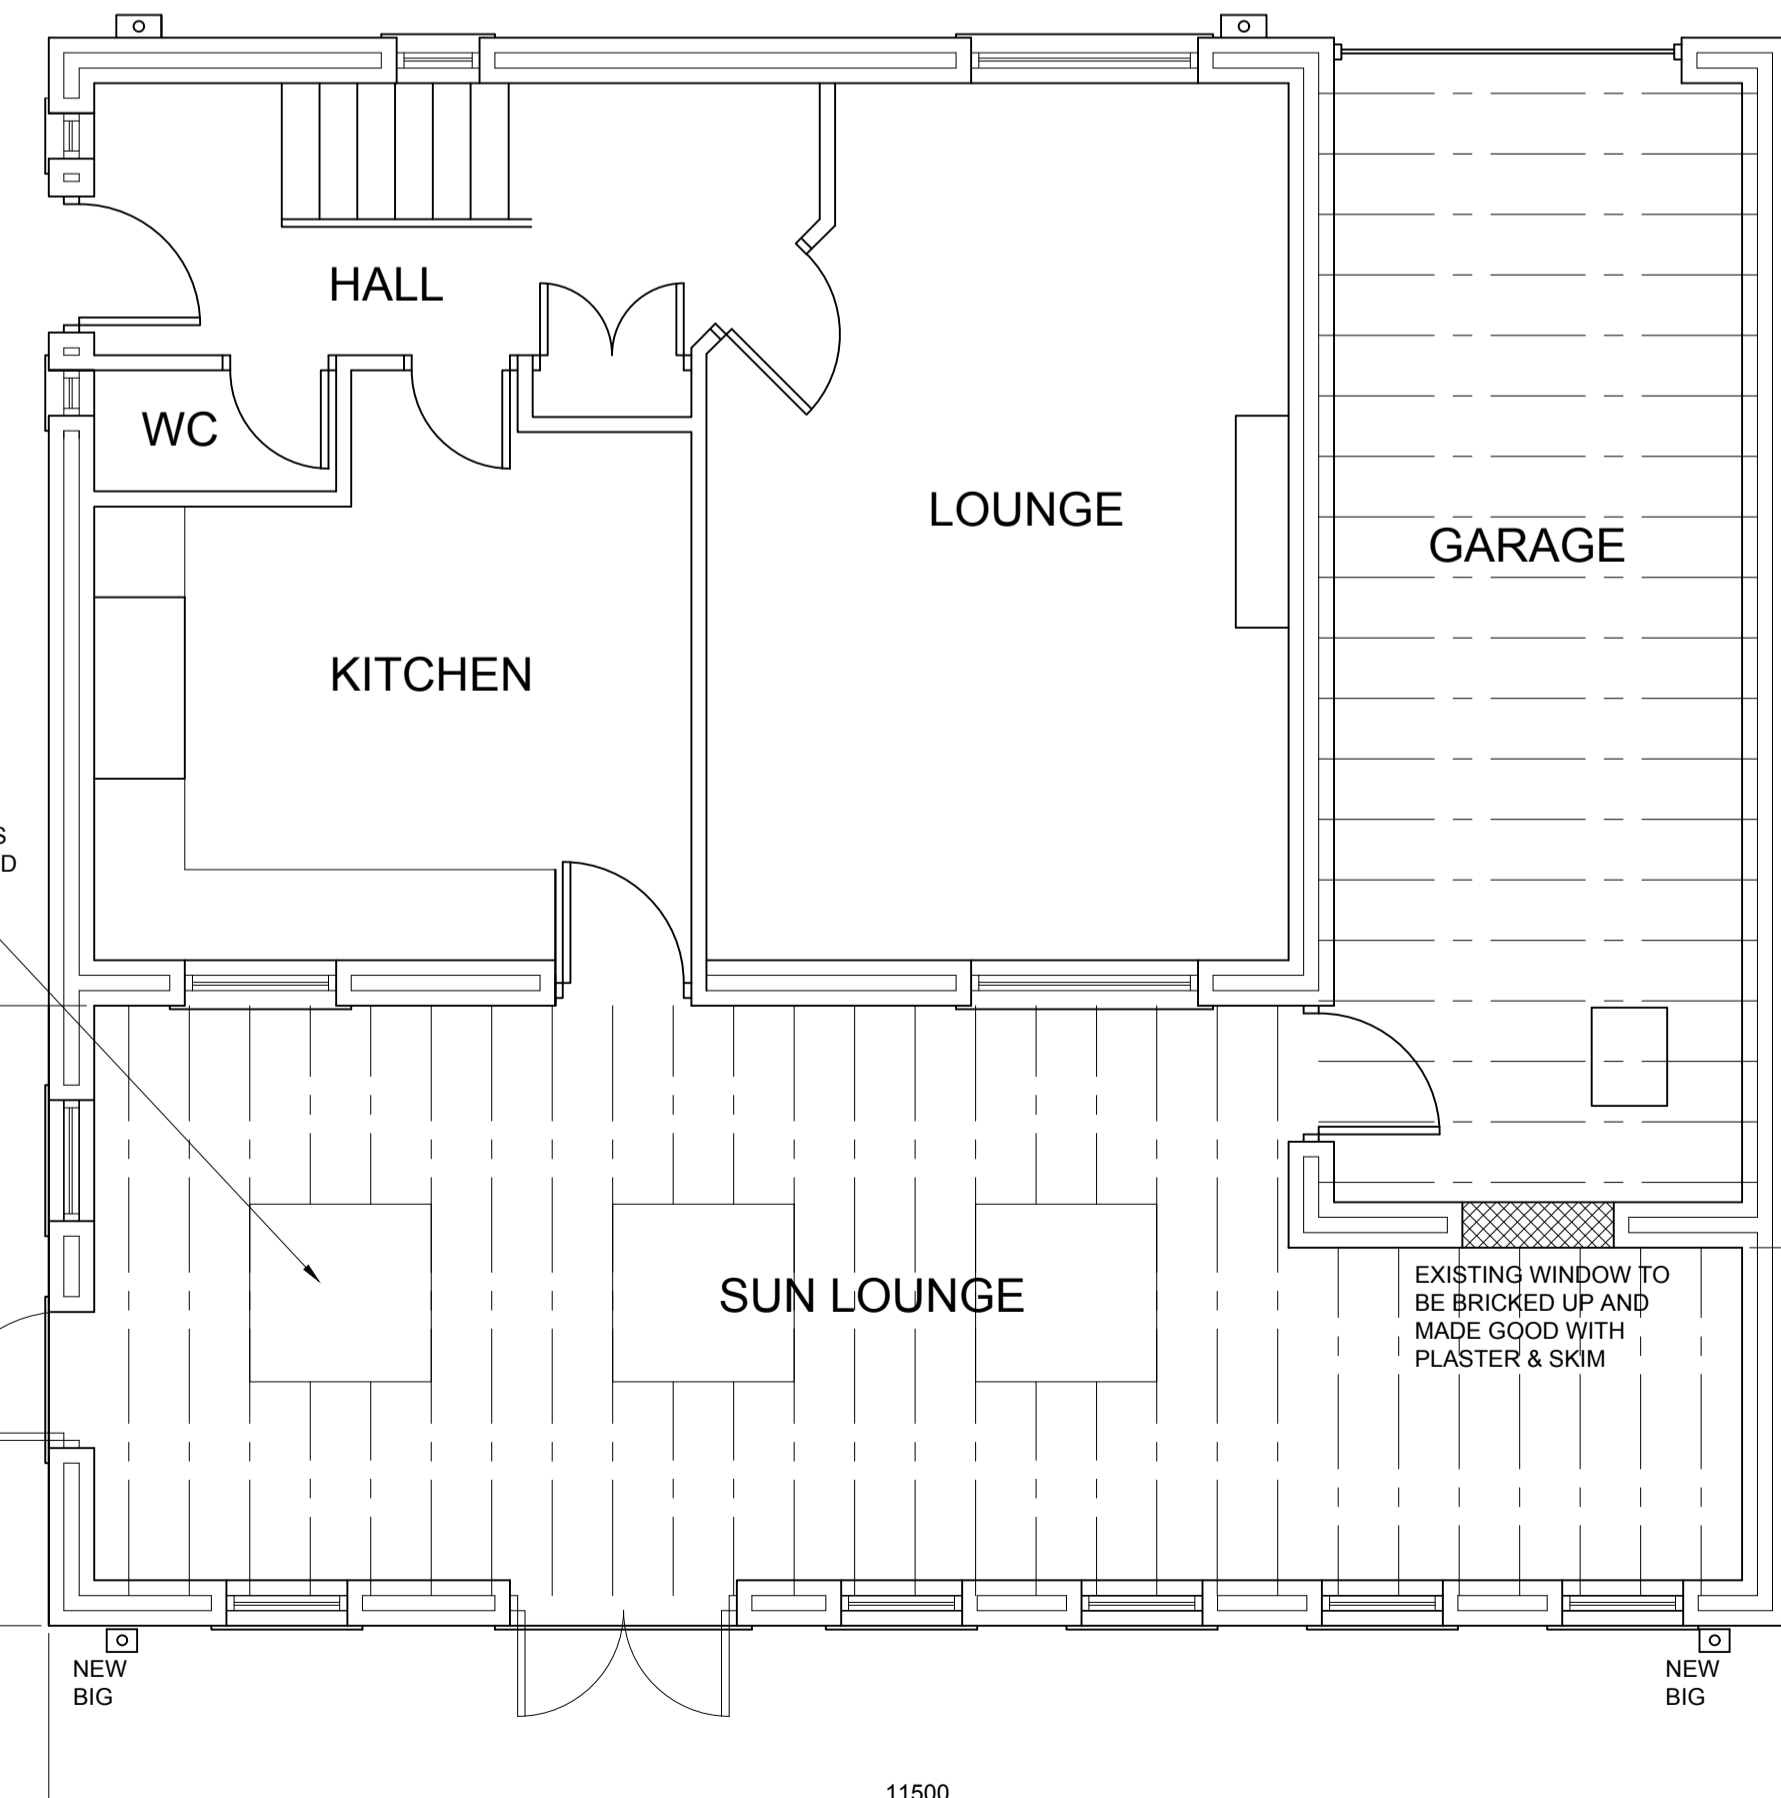 HALL
WC
LOUNGE
GARAGE
KITCHEN
S
D
SUN LOUNGE
EXISTING WINDOW TO
BE BRICKED UP AND
MADE GOOD WITH
PLASTER & SKIM
NEW
BIG
NEW
BIG
11500